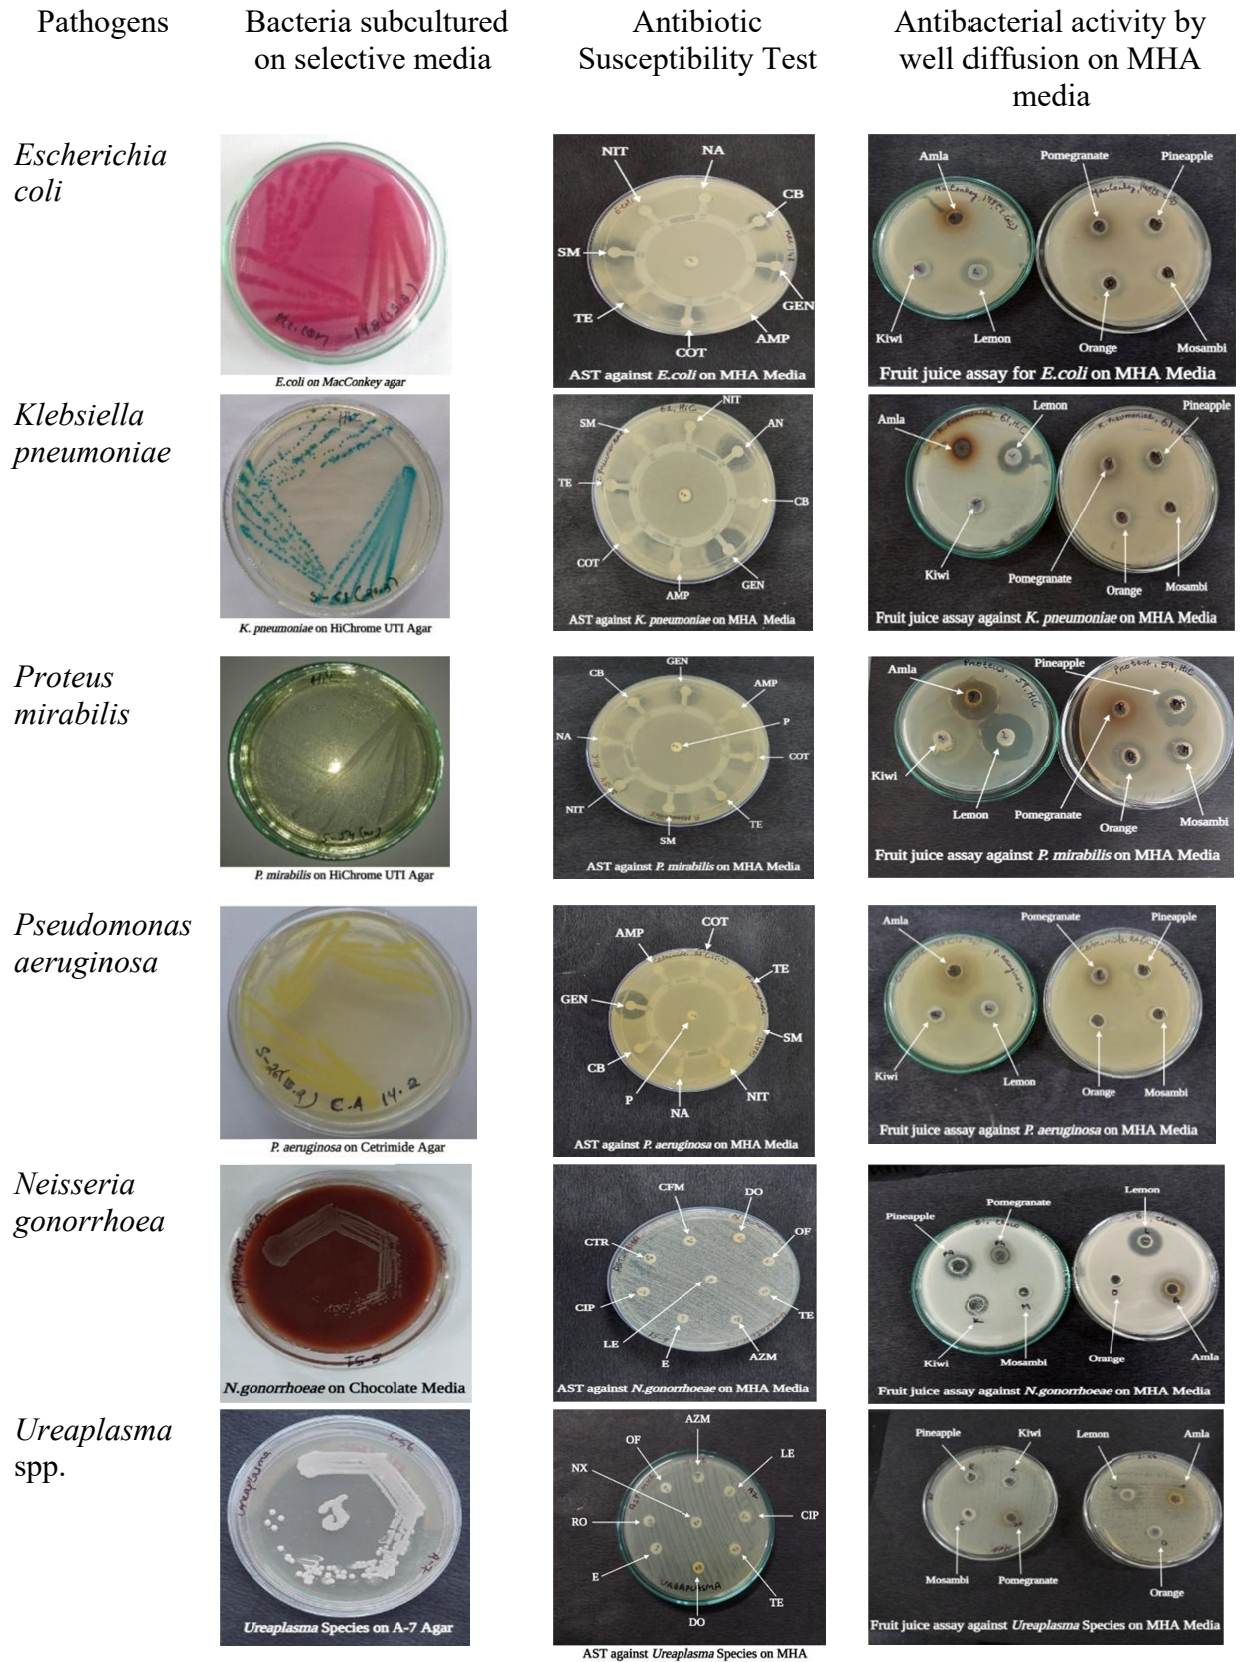 Pathogens
Bacteria subcultured
on selective media
Antibiotic
Susceptibility Test
Antibacterial activity by
well diffusion on MHA
media
Escherichia
coli
E.coli on MacConkey agar
NIT
NA
CB
SM
GEN
TE
AMP
COT
AST against E.coli on MHA Media
Amla
Pomegranate
Pineapple
Kiwi
Lemon
Orange
Mosambi
Fruit juice assay for E.coli on MHA Media
Klebsiella
pneumoniae
K. pneumoniae on HiChrome UTI Agar
NIT
SM
AN
TE
CB
COT
GEN
AMP
AST against K. pneumoniae on MHA Media
Lemon
Pineapple
Amla
Kiwi
Pomegranate
Orange
Mosambi
Fruit juice assay against K. pneumoniae on MHA Media
Proteus
mirabilis
P. mirabilis on HiChrome UTI Agar
GEN
CB
AMP
P
NA
COT
NIT
TE
SM
AST against P. mirabilis on MHA Media
Amla
Pineapple
Kiwi
Lemon
Pomegranate
Orange
Mosambi
Fruit juice assay against P. mirabilis on MHA Media
Pseudomonas
aeruginosa
C.A 14.2
P. aeruginosa on Cetrimide Agar
COT
AMP
TE
GEN
SM
CB
NIT
P
NA
AST against P. aeruginosa on MHA Media
Amla
Pomegranate
Pineapple
Kiwi
Lemon
Orange
Mosambi
Fruit juice assay against P. aeruginosa on MHA Media
Neisseria
gonorrhoea
N.gonorrhoeae on Chocolate Media
CFM
DO
CTR
OF
CIP
TE
LE
E
AZM
AST against N.gonorrhoeae on MHA Media
Lemon
Pomegranate
Pineapple
Kiwi
Mosambi
Orange
Amla
Fruit juice assay against N.gonorrhoeae on MHA Media
Ureaplasma
spp.
ureaplasma
S-56
A-7
Ureaplasma Species on A-7 Agar
AZM
OF
LE
NX
RO
CIP
E
TE
DO
UREAPLASMA
AST against Ureaplasma Species on MHA
Pineapple
Kiwi
Lemon
Amla
Mosambi
Pomegranate
Orange
Fruit juice assay against Ureaplasma Species on MHA Media